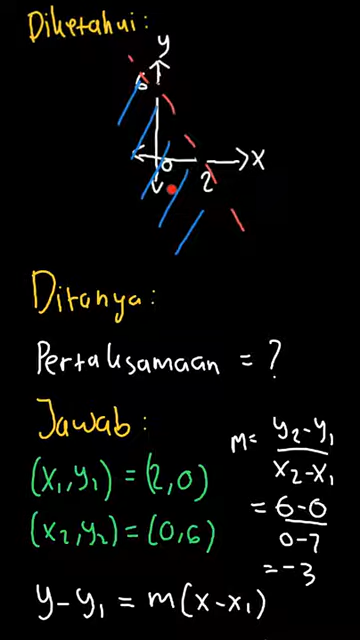 Diketahui:
y
6
0
2
x
Ditanya:
Pertaksamaan = ?
Jawab:
(x₁, y₁) = (2, 0)
(x₂, y₂) = (0, 6)
m = y₂ - y₁
x₂ - x₁
= 6 - 0
0 - 2
= -3
y - y₁ = m(x - x₁)